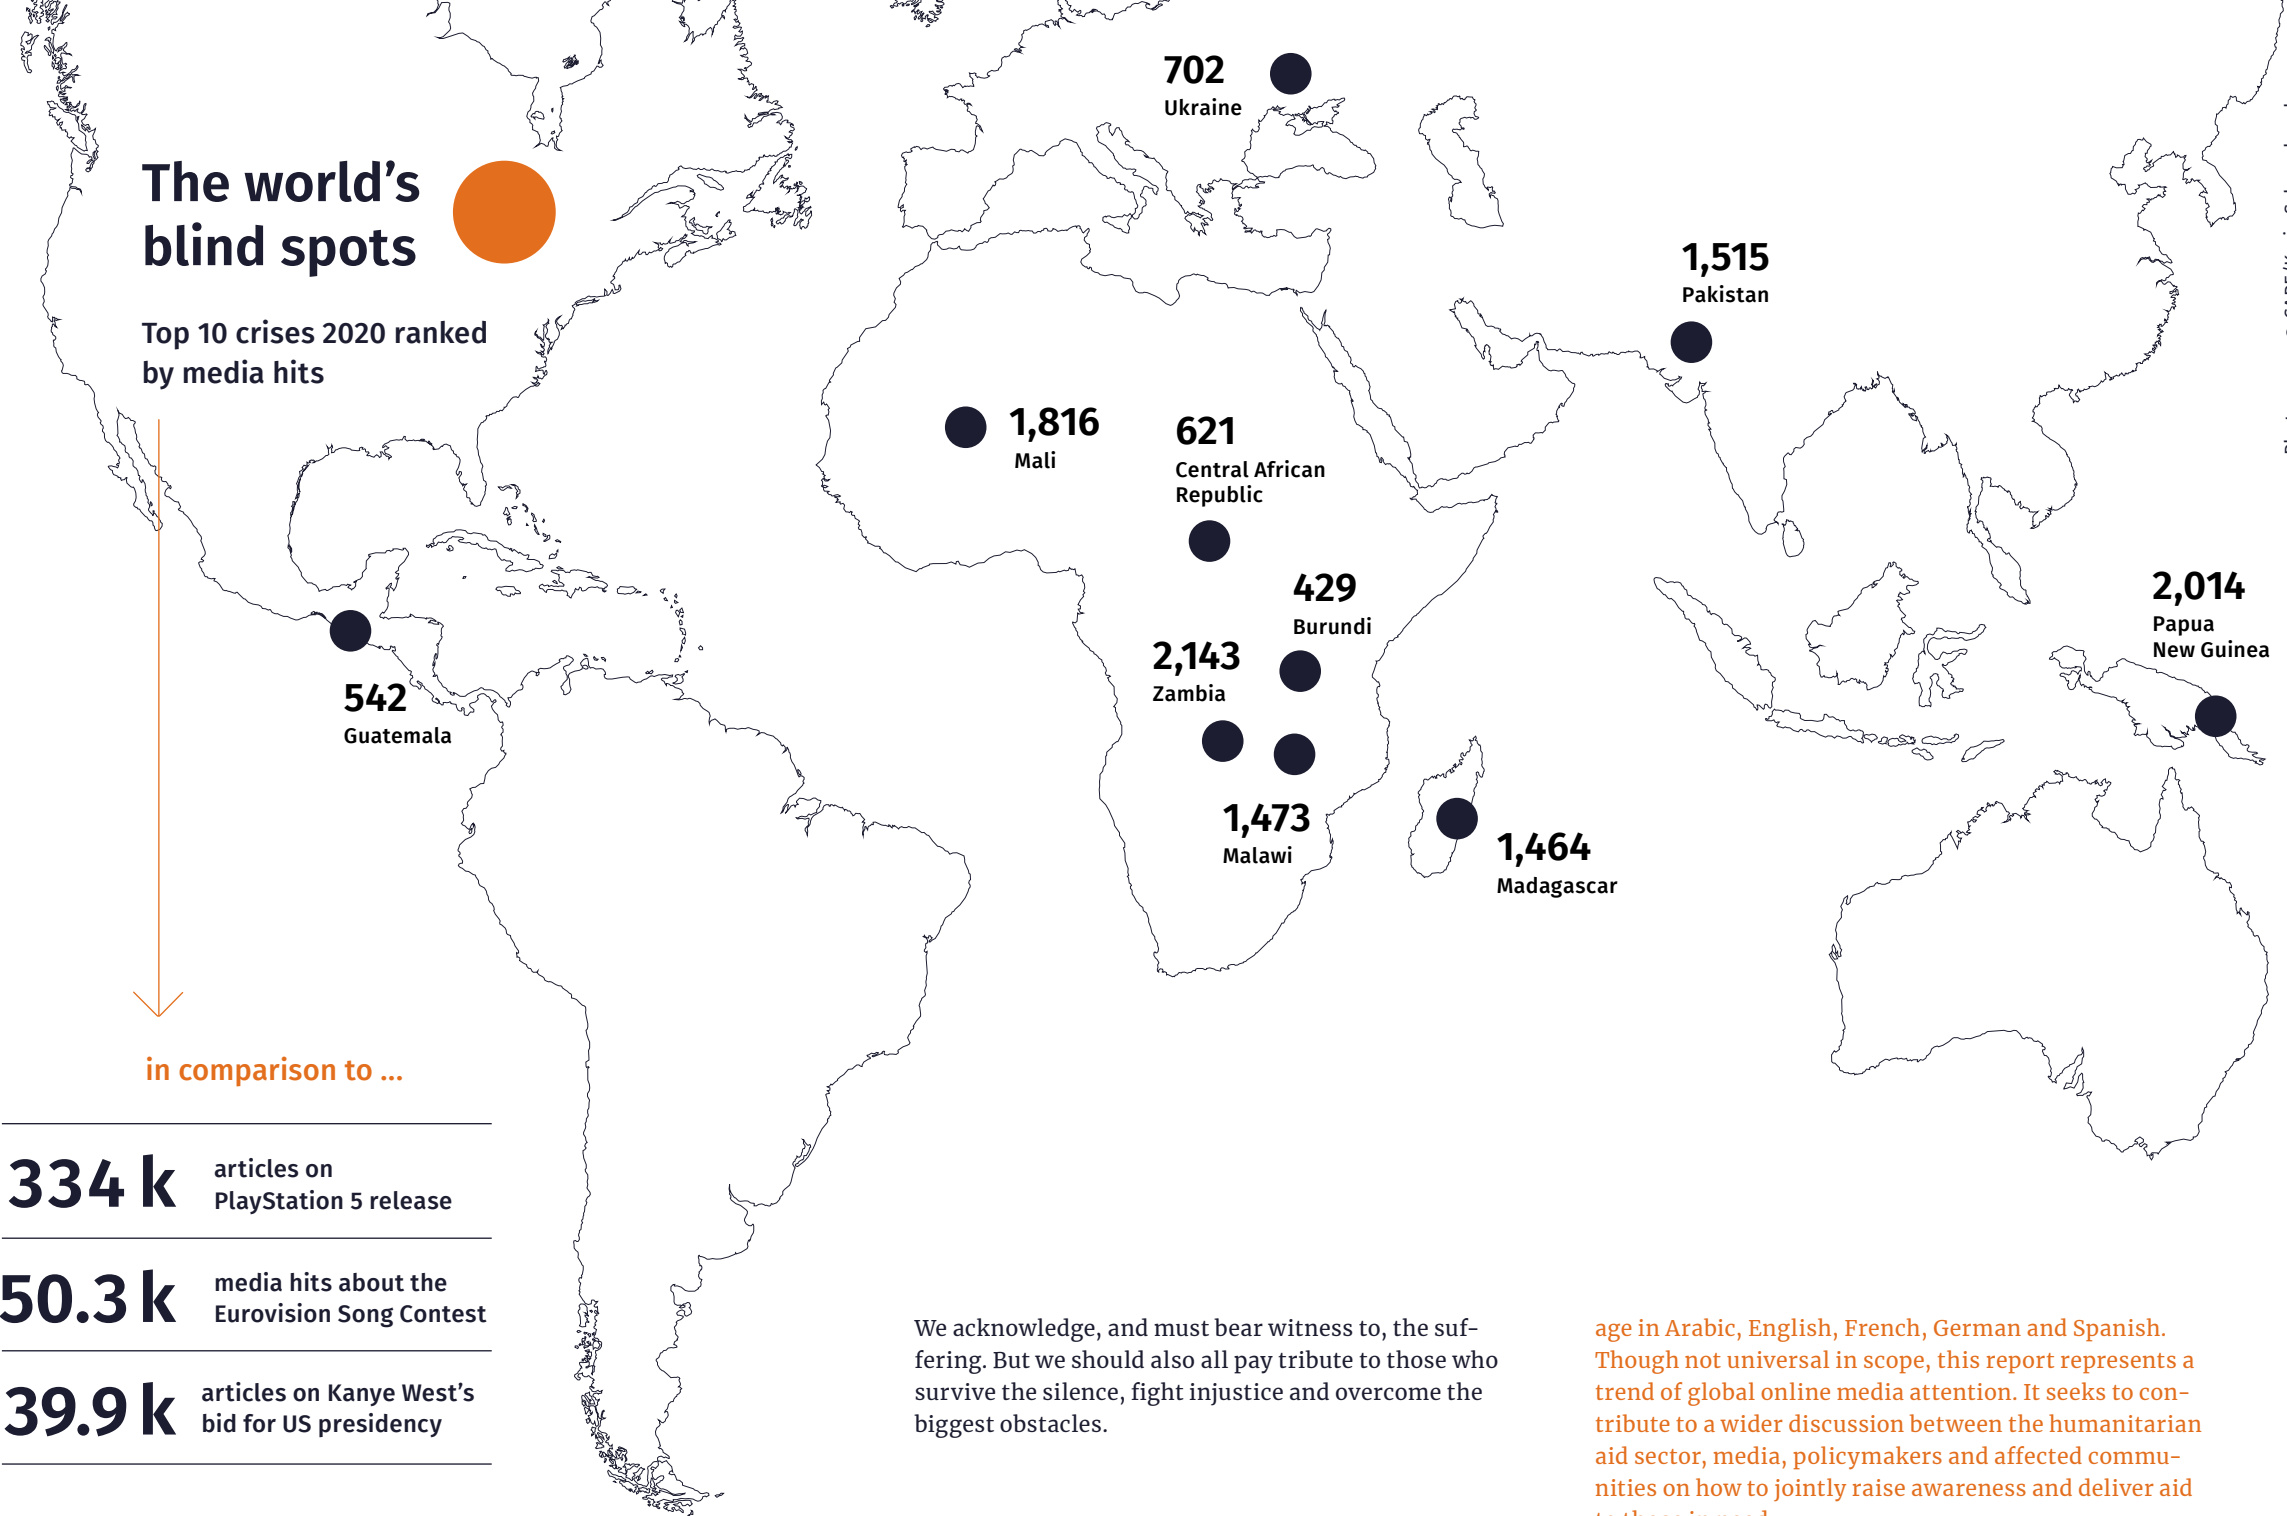 The world's
blind spots
Top 10 crises 2020 ranked
by media hits
702
Ukraine
1,515
Pakistan
1,816
Mali
621
Central African
Republic
429
Burundi
2,143
Zambia
2,014
Papua
New Guinea
542
Guatemala
1,473
Malawi
1,464
Madagascar
in comparison to ...
334 k
articles on
PlayStation 5 release
50.3 k
media hits about the
Eurovision Song Contest
39.9 k
articles on Kanye West's
bid for US presidency
We acknowledge, and must bear witness to, the suf-
fering. But we should also all pay tribute to those who
survive the silence, fight injustice and overcome the
biggest obstacles.
age in Arabic, English, French, German and Spanish.
Though not universal in scope, this report represents a
trend of global online media attention. It seeks to con-
tribute to a wider discussion between the humanitarian
aid sector, media, policymakers and affected commu-
nities on how to jointly raise awareness and deliver aid